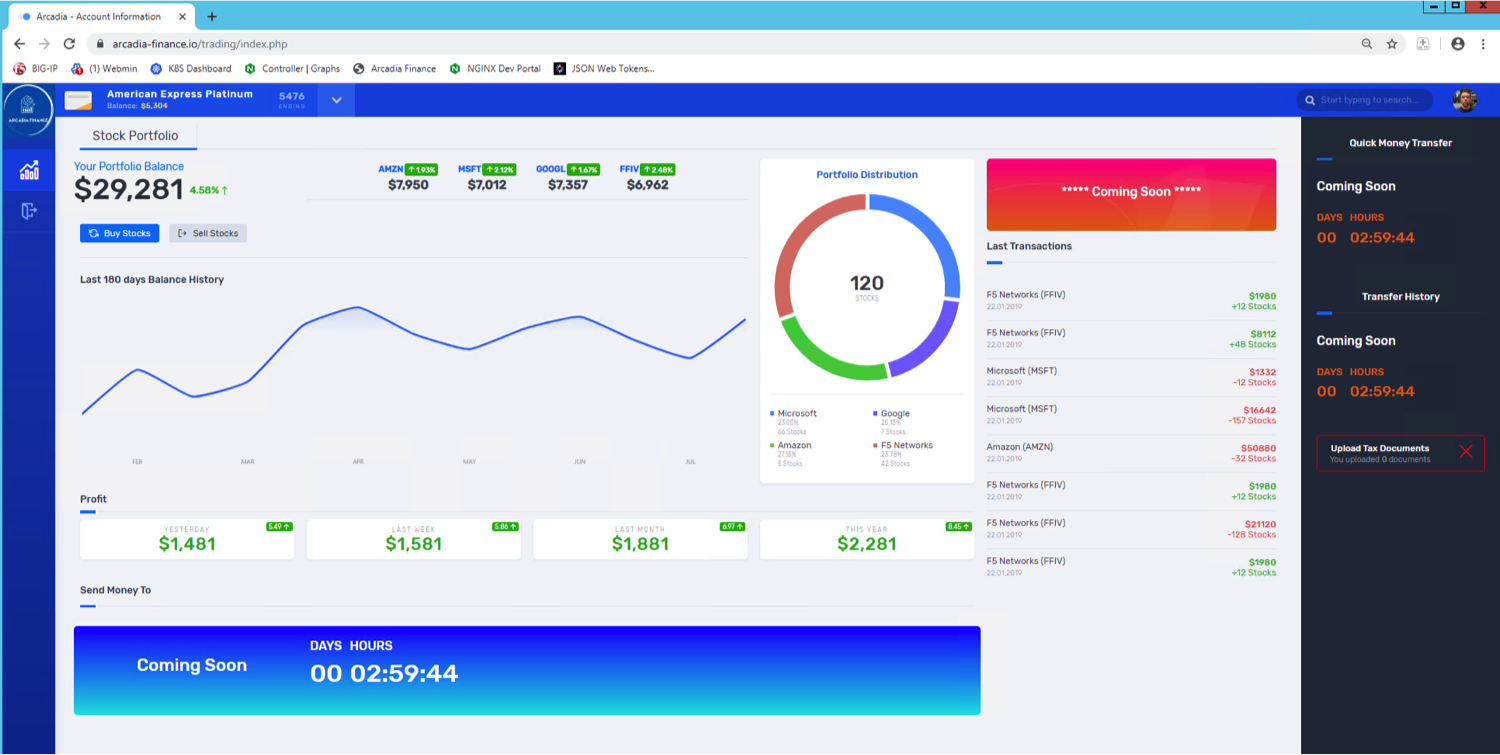 Arcadia - Account Information
arcadia-finance.io/trading/index.php
BIG-IP
(1) Webmin
K8S Dashboard
Controller | Graphs
Arcadia Finance
NGINX Dev Portal
JSON Web Tokens...
ARCADIA FINANCE
American Express Platinum
Balance: $5,304
5476
ENDING
Start typing to search...
Stock Portfolio
Your Portfolio Balance
$29,281 4.58% ↑
AMZN ↑ 1.93%
$7,950
MSFT ↑ 2.12%
$7,012
GOOGL ↑ 1.67%
$7,357
FFIV ↑ 2.48%
$6,962
Buy Stocks
Sell Stocks
Last 180 days Balance History
FEB MAR APR MAY JUN JUL
Portfolio Distribution
120
STOCKS
Microsoft
23.95%
66 Stocks
Google
25.13%
7 Stocks
Amazon
27.15%
5 Stocks
F5 Networks
23.78%
42 Stocks
Profit
YESTERDAY 5.49 ↑
$1,481
LAST WEEK 5.86 ↑
$1,581
LAST MONTH 6.97 ↑
$1,881
THIS YEAR 8.45 ↑
$2,281
Send Money To
Coming Soon
DAYS HOURS
00 02:59:44
***** Coming Soon *****
Last Transactions
F5 Networks (FFIV) $1980
22.01.2019 +12 Stocks
F5 Networks (FFIV) $8112
22.01.2019 +48 Stocks
Microsoft (MSFT) $1332
22.01.2019 -12 Stocks
Microsoft (MSFT) $16642
22.01.2019 -157 Stocks
Amazon (AMZN) $50880
22.01.2019 -32 Stocks
F5 Networks (FFIV) $1980
22.01.2019 +12 Stocks
F5 Networks (FFIV) $21120
22.01.2019 -128 Stocks
F5 Networks (FFIV) $1980
22.01.2019 +12 Stocks
Quick Money Transfer
Coming Soon
DAYS HOURS
00 02:59:44
Transfer History
Coming Soon
DAYS HOURS
00 02:59:44
Upload Tax Documents
You uploaded 0 documents